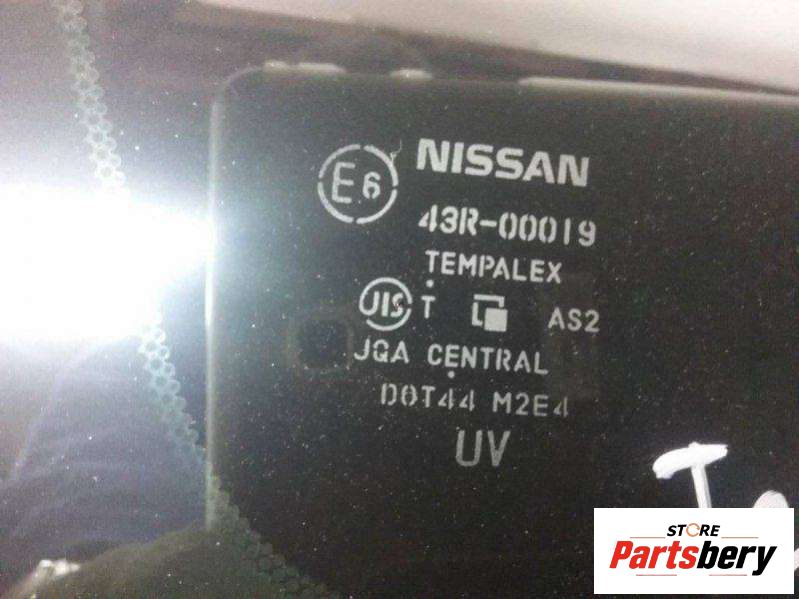 NISSAN
E6
43R-00019
TEMPALEX
JIS T AS2
JQA CENTRAL
DOT44 M2E4
UV
STORE
Partsbery